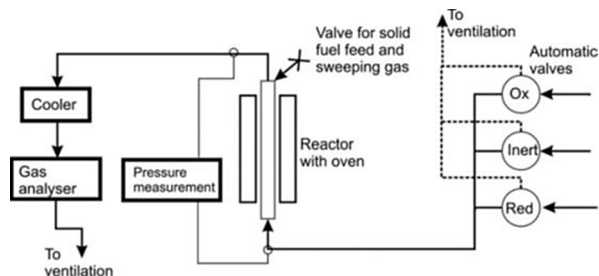 To
ventilation
Valve for solid
fuel feed and
sweeping gas
Automatic
valves
Cooler
Ox
Reactor
with oven
Inert
Gas
analyser
Pressure
measurement
Red
To
ventilation